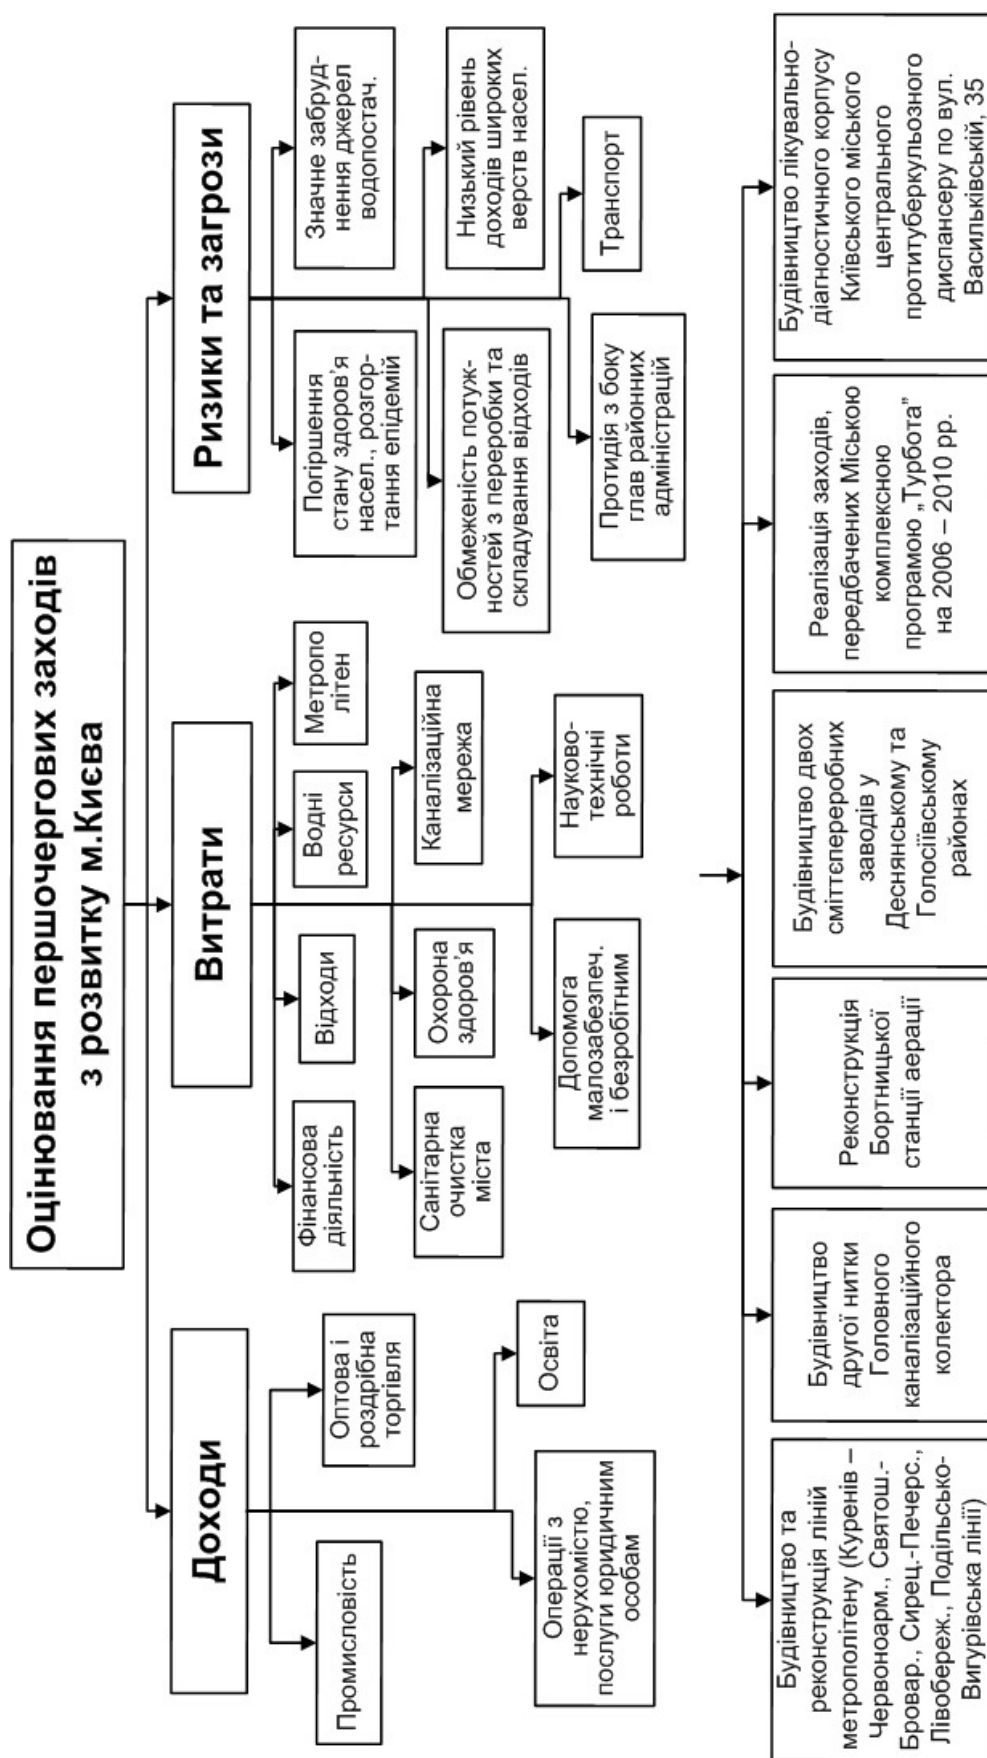 Оцінювання першочергових заходів
з розвитку м.Києва
Доходи
Витрати
Ризики та загрози
Промисловість
Оптова і
роздрібна
торгівля
Операції з
нерухомістю,
послуги юридичним
особам
Освіта
Фінансова
діяльність
Відходи
Водні
ресурси
Метропо
літен
Санітарна
очистка
міста
Охорона
здоров’я
Каналізаційна
мережа
Допомога
малозабезпеч.
і безробітним
Науково-
технічні
роботи
Погіршення
стану здоров’я
насел., розгор-
тання епідемій
Значне забруд-
нення джерел
водопостач.
Обмеженість потуж-
ностей з переробки та
складування відходів
Низький рівень
доходів широких
верств насел.
Протидія з боку
глав районних
адміністрацій
Транспорт
Будівництво та
реконструкція ліній
метрополітену (Куренів –
Червоноарм., Святош.-
Бровар., Сирец.-Печерс.,
Лівобереж., Подільсько-
Вигурівська лінії)
Будівництво
другої нитки
Головного
каналізаційного
колектора
Реконструкція
Бортницької
станції аерації
Будівництво двох
сміттєперебних
заводів у
Деснянському та
Голосіївському
районах
Реалізація заходів,
передбачених Міською
комплексною
програмою „Турбота”
на 2006 – 2010 рр.
Будівництво лікувально-
діагностичного корпусу
Київського міського
центрального
протитуберкульозного
диспансеру по вул.
Васильківській, 35